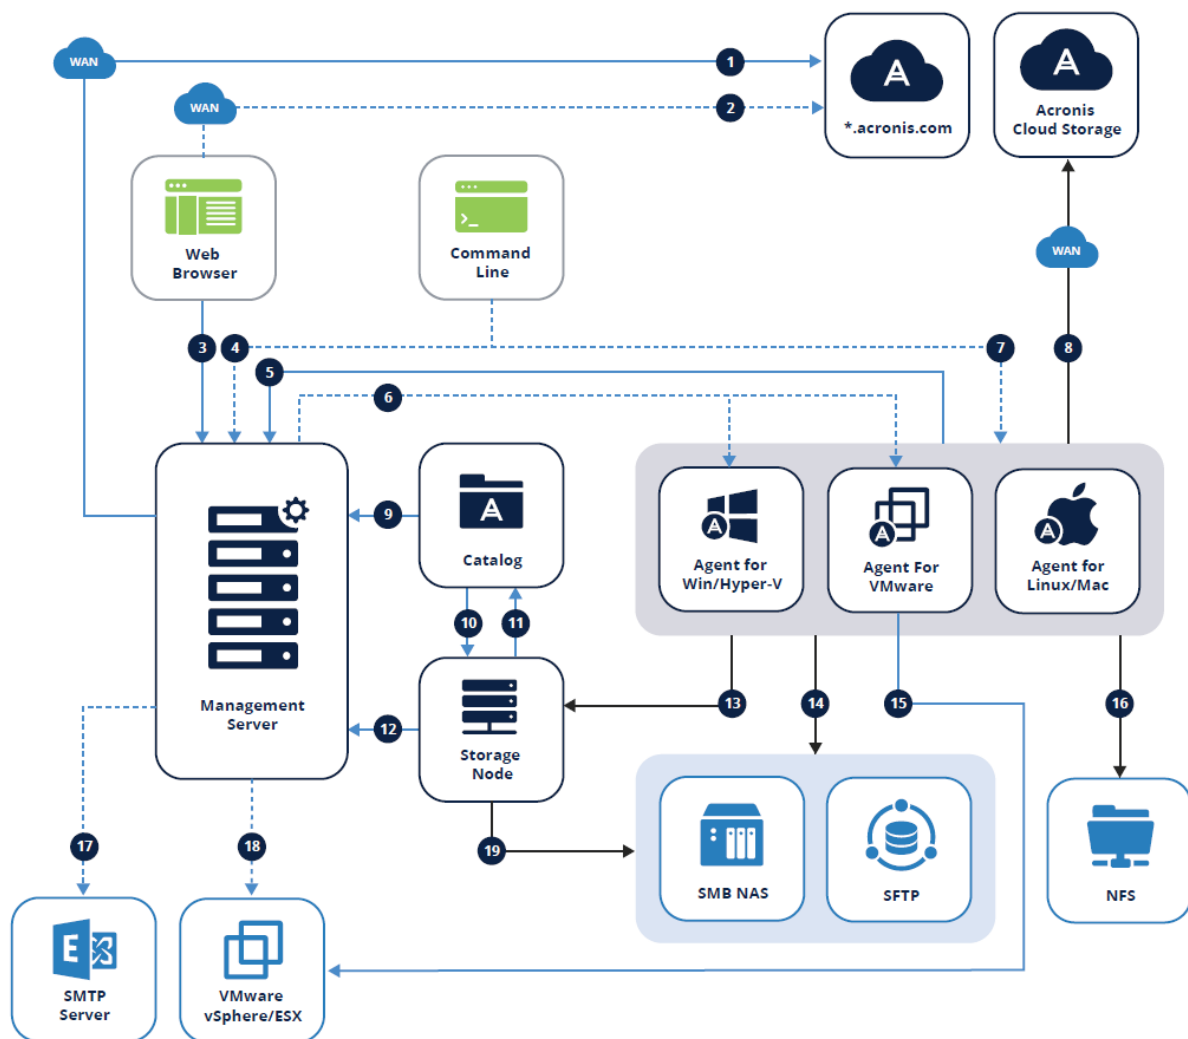 WAN
1
WAN
2
*.acronis.com
Acronis
Cloud Storage
Web
Browser
Command
Line
WAN
3
4
5
6
7
8
9
Catalog
Agent for
Win/Hyper-V
Agent For
VMware
Agent for
Linux/Mac
10
11
Management
Server
12
Storage
Node
13
14
15
16
17
18
19
SMB NAS
SFTP
NFS
E
SMTP
Server
VMware
vSphere/ESX